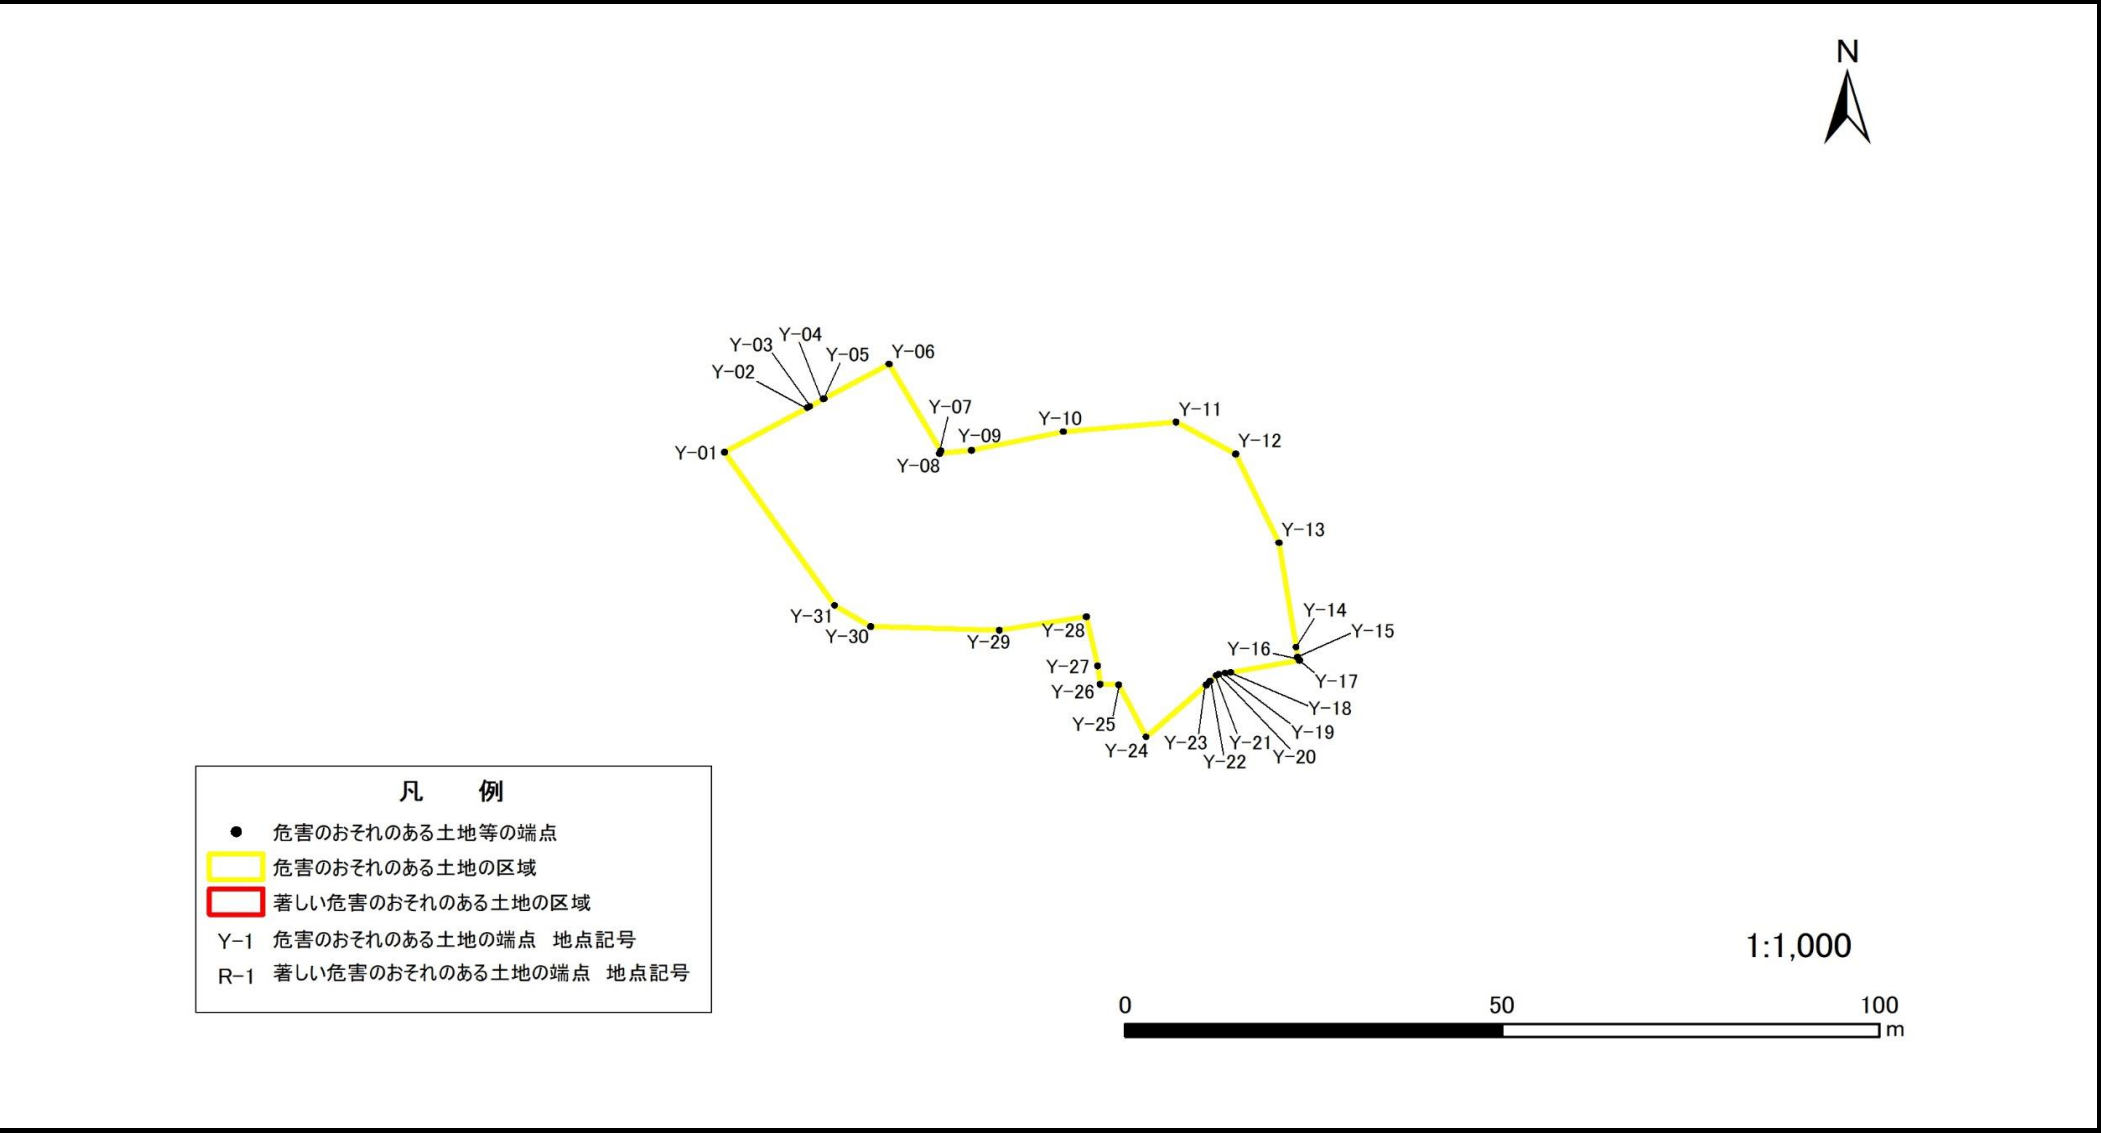 N
Y-04
Y-03
Y-05
Y-06
Y-02
Y-07
Y-11
Y-10
Y-09
Y-12
Y-01
Y-08
Y-13
Y-14
Y-31
Y-15
Y-30
Y-29
Y-28
Y-16
Y-27
Y-17
Y-26
Y-18
Y-25
Y-19
Y-24
Y-23
Y-21
Y-20
Y-22
凡 例
危害のおそれのある土地等の端点
危害のおそれのある土地の区域
著しい危害のおそれのある土地の区域
Y-1 危害のおそれのある土地の端点 地点記号
R-1 著しい危害のおそれのある土地の端点 地点記号
1:1,000
0 50 100
m